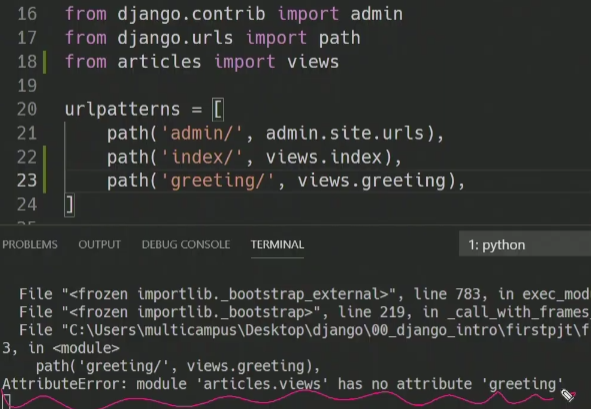 16 from django.contrib import admin
17 from django.urls import path
18 from articles import views
19
20 urlpatterns = [
21     path('admin/', admin.site.urls),
22     path('index/', views.index),
23     path('greeting/', views.greeting),
24 ]
PROBLEMS OUTPUT DEBUG CONSOLE TERMINAL 1: python
  File "<frozen importlib._bootstrap_external>", line 783, in exec_mod
  File "<frozen importlib._bootstrap>", line 219, in _call_with_frames_
  File "C:\Users\multicampus\Desktop\django\00_django_intro\firstpjt\f
3, in <module>
    path('greeting/', views.greeting),
AttributeError: module 'articles.views' has no attribute 'greeting'